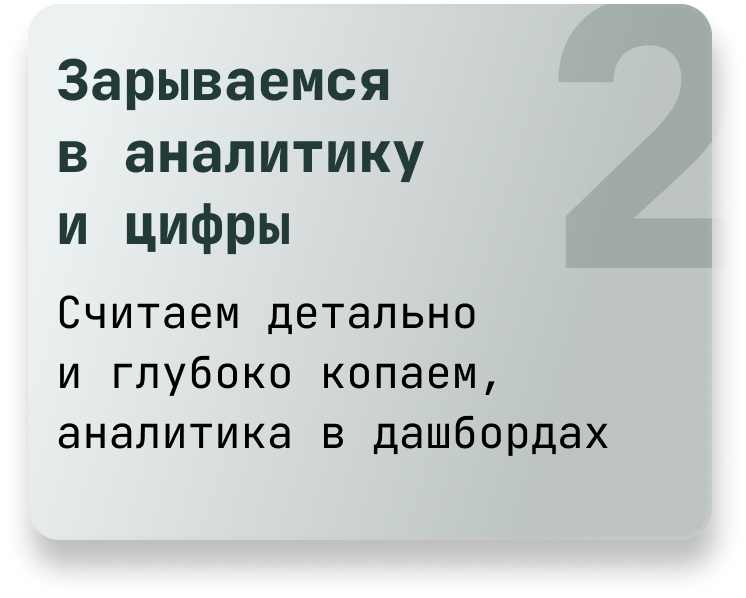 2
Зарываемся
в аналитику
и цифры
Считаем детально
и глубоко копаем,
аналитика в дашбордах